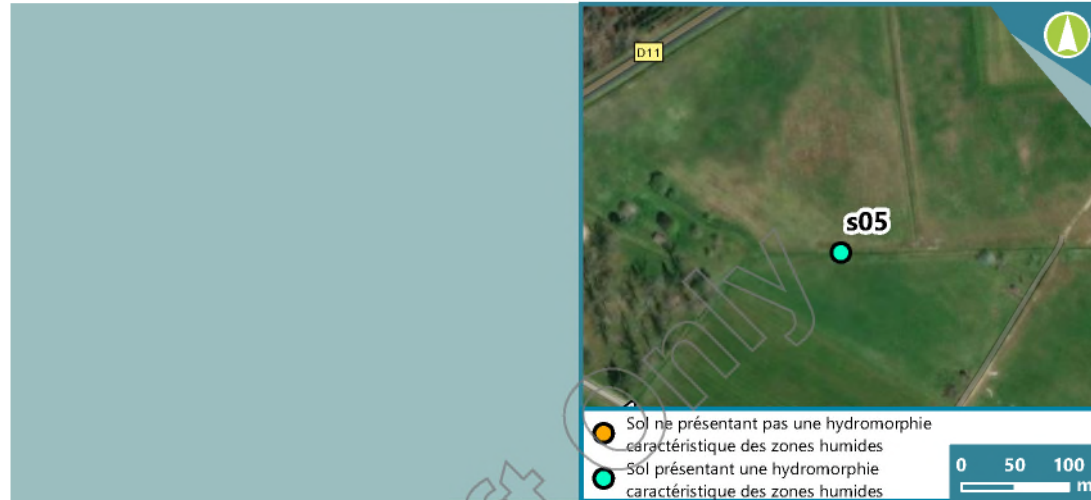 D11
s05
Sol ne présentant pas une hydromorphie
caractéristique des zones humides
Sol présentant une hydromorphie
caractéristique des zones humides
0 50 100
m
only